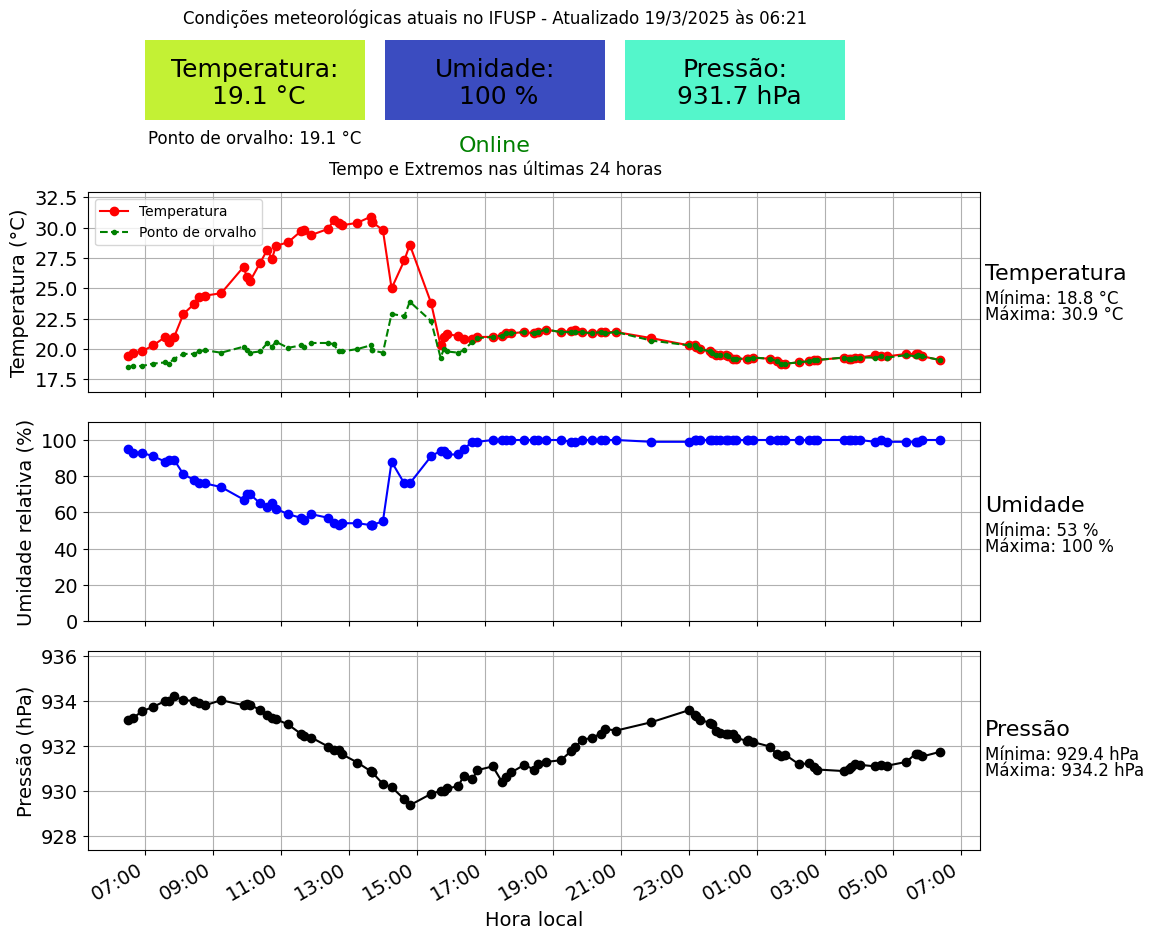 Condições meteorológicas atuais no IFUSP - Atualizado 19/3/2025 às 06:21
Temperatura:
19.1 °C
Umidade:
100 %
Pressão:
931.7 hPa
Ponto de orvalho: 19.1 °C
Online
Tempo e Extremos nas últimas 24 horas
Temperatura (°C)
32.5
30.0
27.5
25.0
22.5
20.0
17.5
Temperatura
Ponto de orvalho
Temperatura
Mínima: 18.8 °C
Máxima: 30.9 °C
Umidade relativa (%)
100
80
60
40
20
0
Umidade
Mínima: 53 %
Máxima: 100 %
Pressão (hPa)
936
934
932
930
928
Pressão
Mínima: 929.4 hPa
Máxima: 934.2 hPa
07:00
09:00
11:00
13:00
15:00
17:00
19:00
21:00
23:00
01:00
03:00
05:00
07:00
Hora local